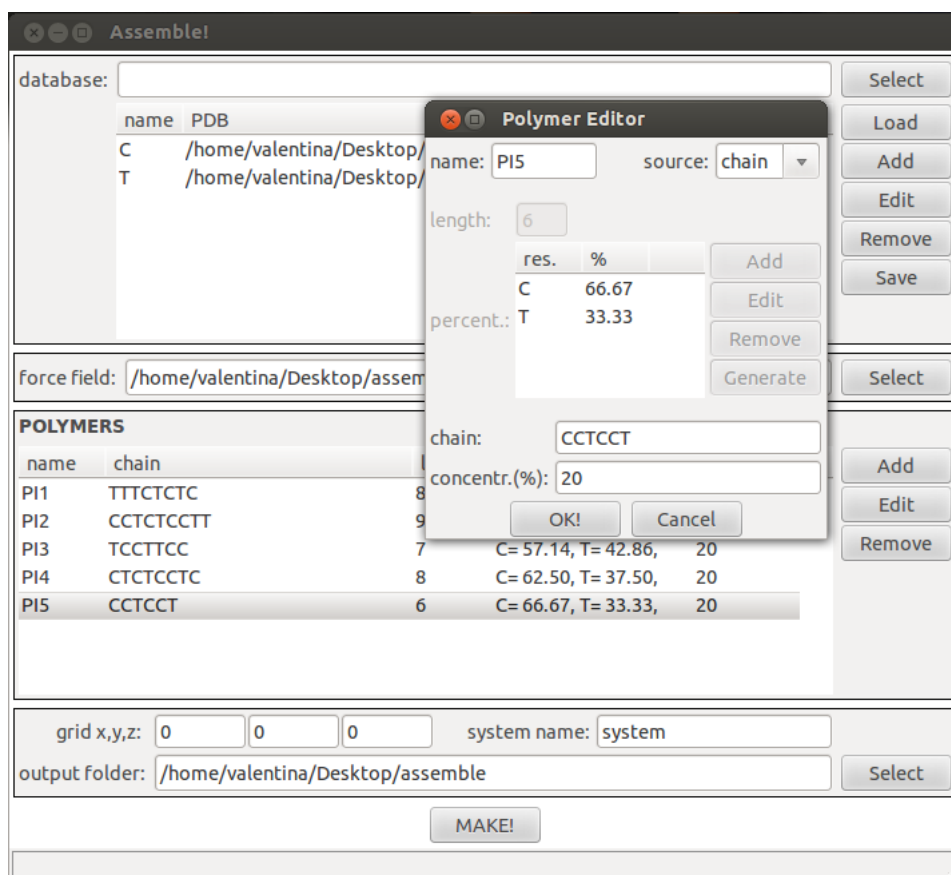 Assemble!
database: Select
name PDB Load
C /home/valentina/Desktop/ Add
T /home/valentina/Desktop/ Edit
Remove
Save
Polymer Editor
name: PI5 source: chain
length: 6
res. % Add
C 66.67 Edit
percent.: T 33.33 Remove
Generate
chain: CCTCCT
concentr.(%): 20
OK! Cancel
force field: /home/valentina/Desktop/assem Select
POLYMERS
name chain l Add
PI1 TTTCTCTC 8 Edit
PI2 CCTCTCCTT 9 Remove
PI3 TCCTTCC 7 C= 57.14, T= 42.86, 20
PI4 CTCTCCTC 8 C= 62.50, T= 37.50, 20
PI5 CCTCCT 6 C= 66.67, T= 33.33, 20
grid x,y,z: 0 0 0 system name: system
output folder: /home/valentina/Desktop/assemble Select
MAKE!